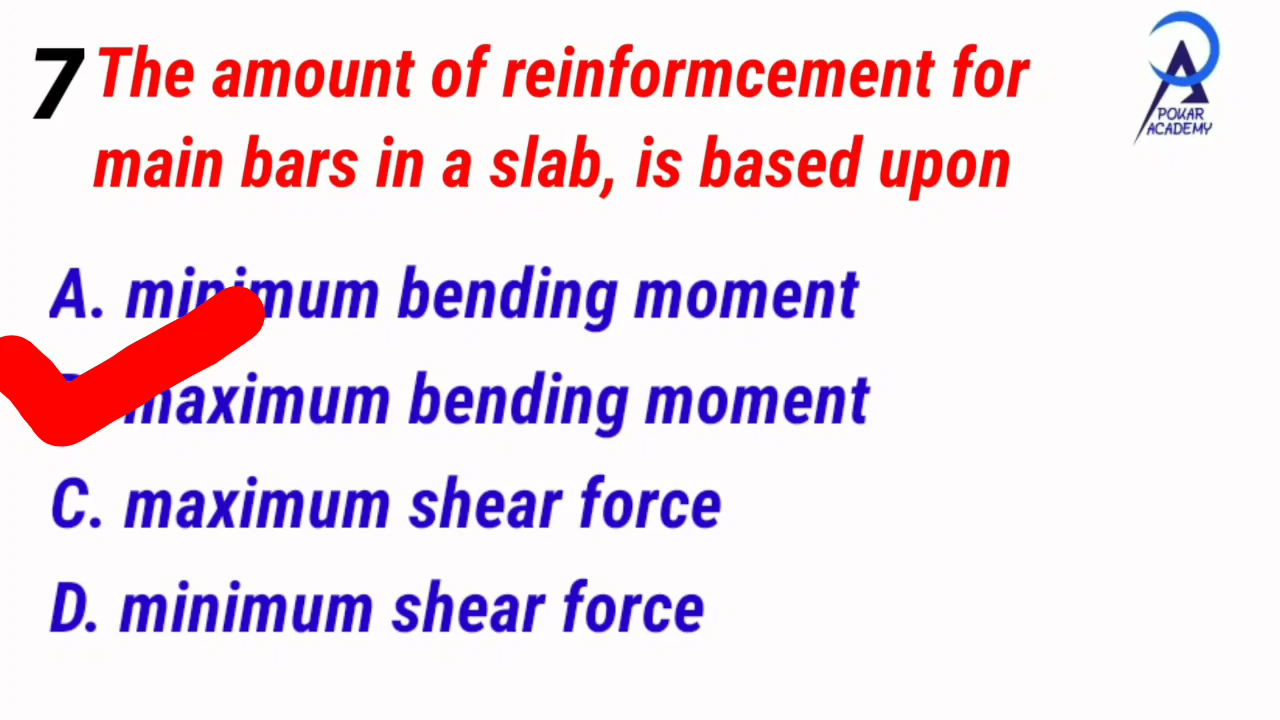 7 The amount of reinformcement for
main bars in a slab, is based upon
A. minimum bending moment
maximum bending moment
C. maximum shear force
D. minimum shear force
POKAR
ACADEMY